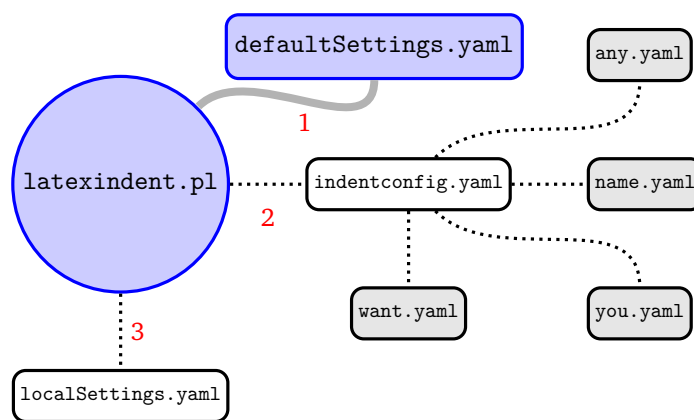 defaultSettings.yaml
any.yaml
1
latexindent.pl
indentconfig.yaml
name.yaml
2
want.yaml
you.yaml
3
localSettings.yaml